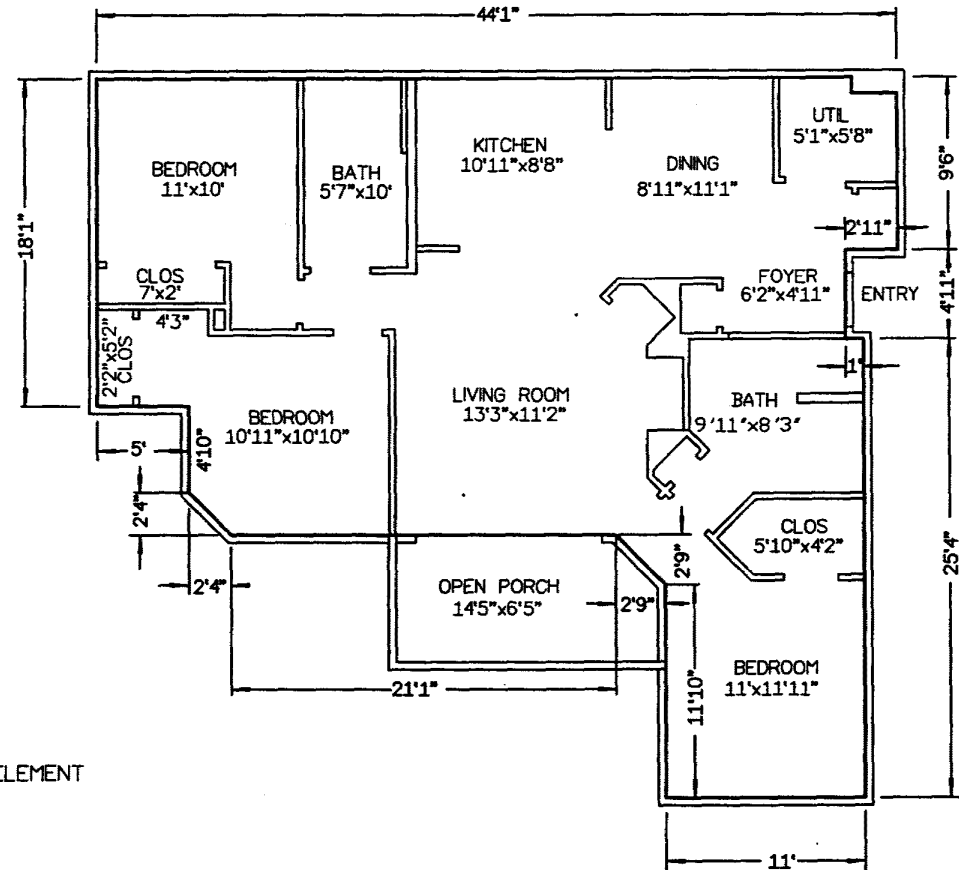 44'1"
UTIL
5'1"x5'8"
KITCHEN
10'11"x8'8"
BEDROOM
11'x10'
BATH
5'7"x10'
DINING
8'11"x11'1"
9'6"
18'1"
2'11"
CLOS
7'x2'
FOYER
6'2"x4'11"
ENTRY
4'11"
4'3"
2'2"x5'2"
CLOS
1'
LIVING ROOM
13'3"x11'2"
BATH
9'11"x8'3"
BEDROOM
10'11"x10'10"
5'
4'10"
2'4"
CLOS
5'10"x4'2"
2'9"
25'4"
2'4"
OPEN PORCH
14'5"x6'5"
2'9"
BEDROOM
11'x11'11"
21'1"
11'10"
ELEMENT
11'